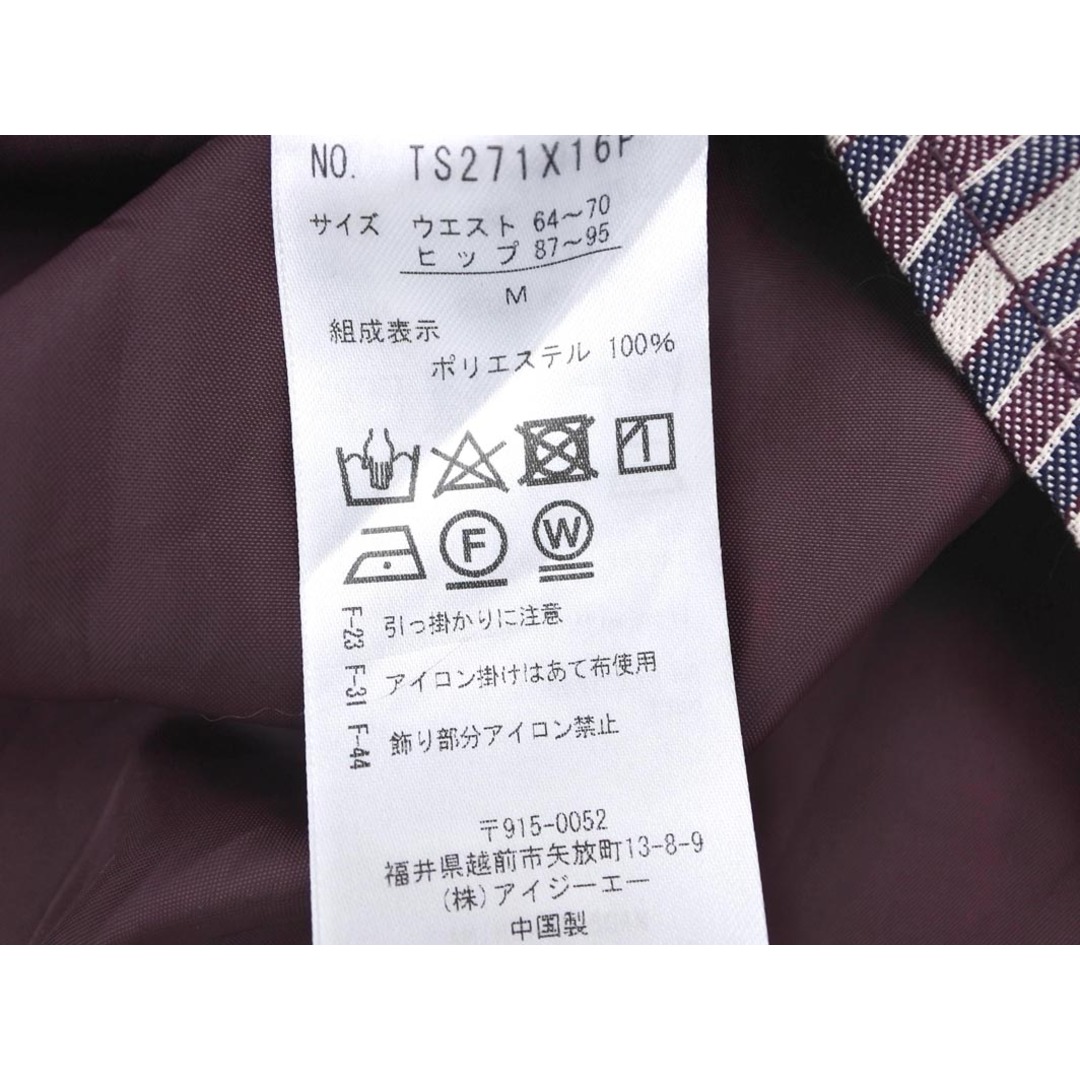 NO. TS271X16P
サイズ ウエスト 64~70
ヒップ 87~95
M
組成表示
ポリエステル 100%
F
W
F-23 F-31 F-44
引っ掛かりに注意
アイロン掛けはあて布使用
飾り部分アイロン禁止
〒915-0052
福井県越前市矢放町13-8-9
(株)アイジーエー
中国製